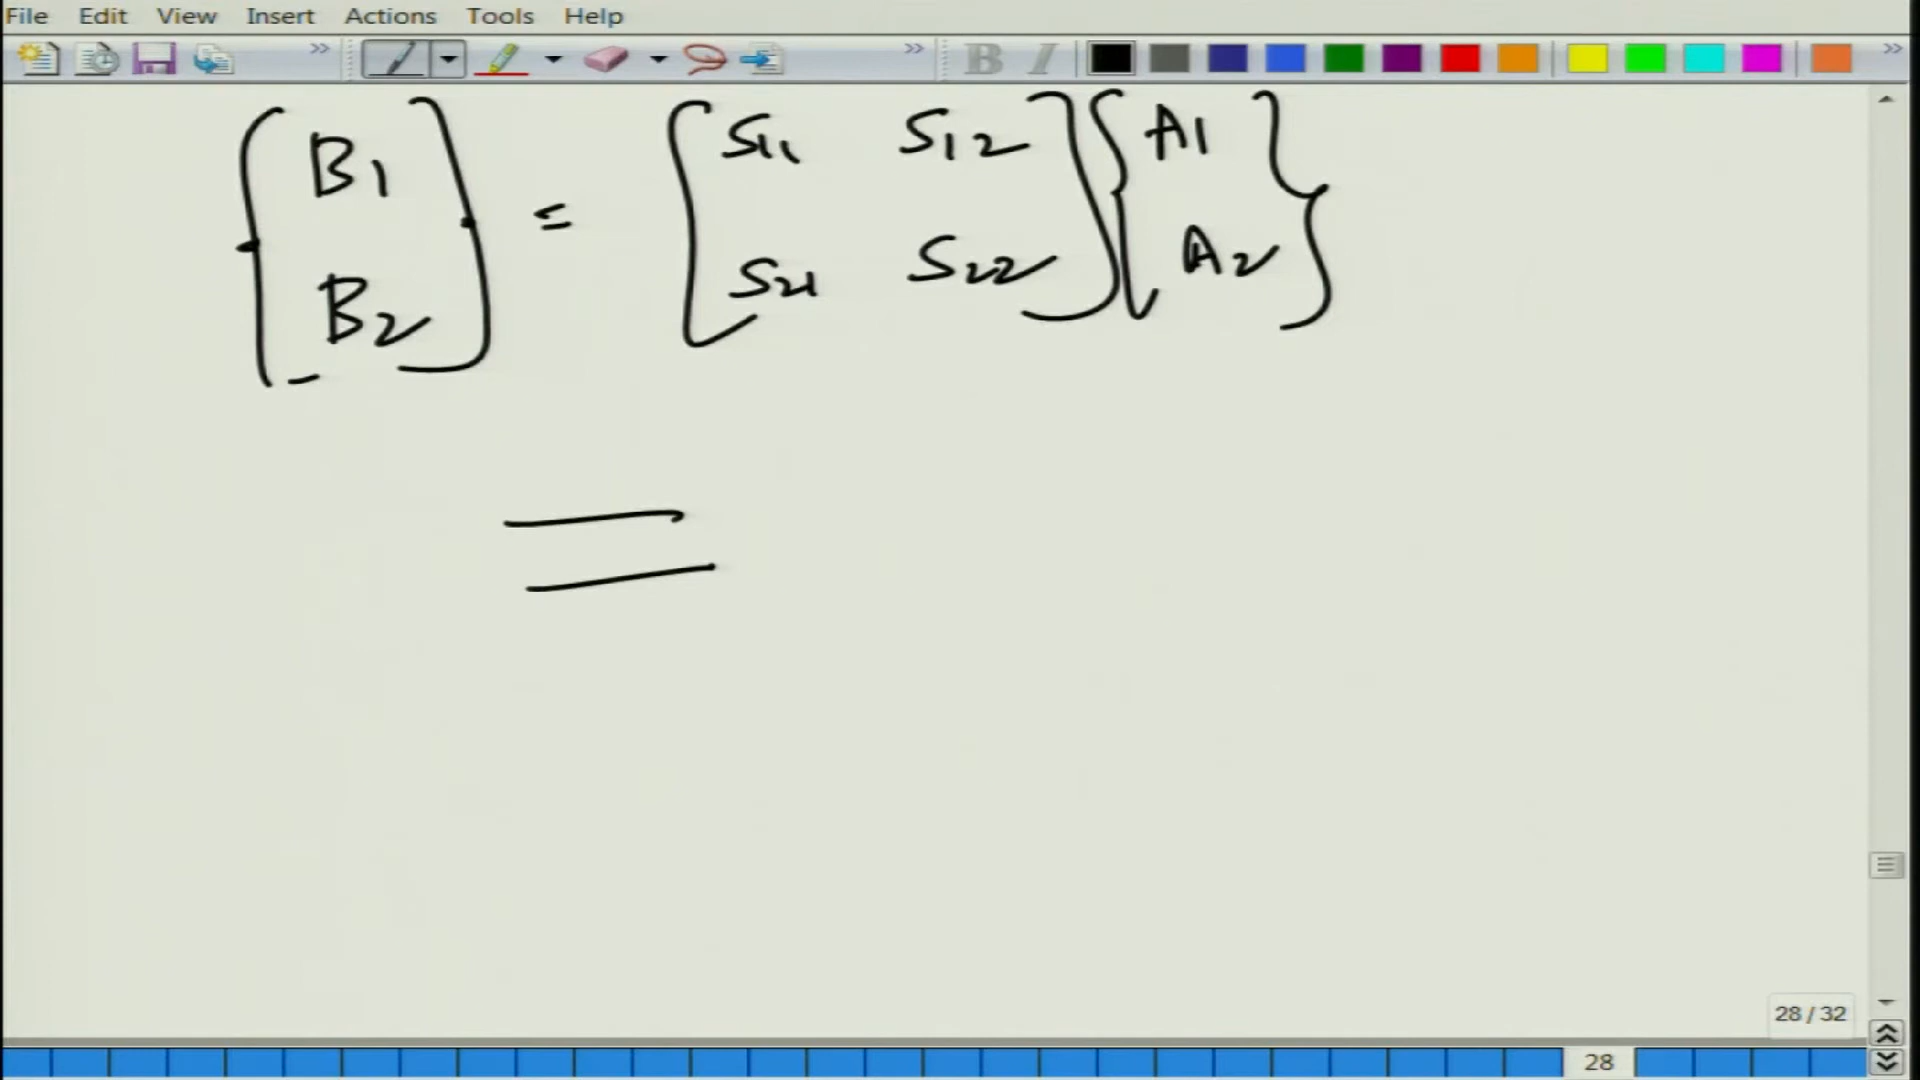 File Edit View Insert Actions Tools Help
B I
{ B1 } = [ S11 S12 ] { A1 }
{ B2 } [ S21 S22 ] { A2 }
28 / 32
28